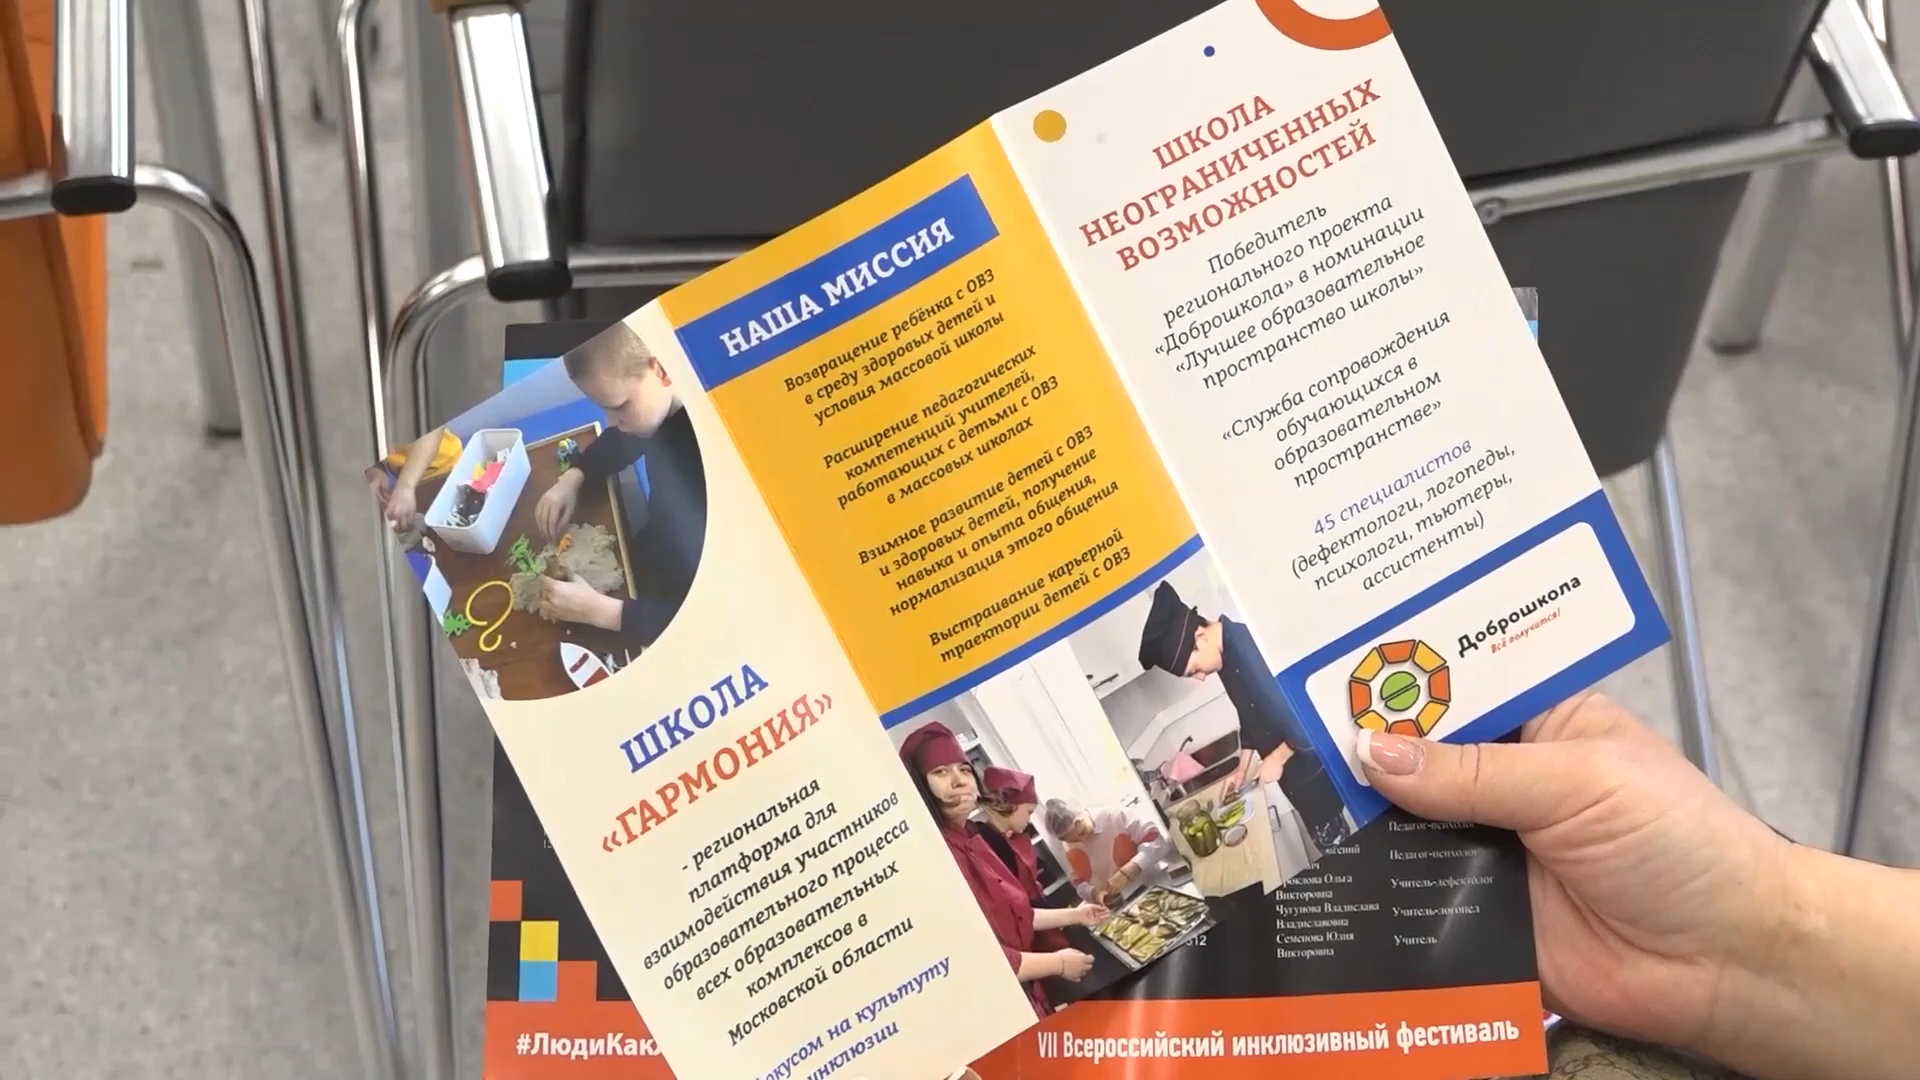 ШКОЛА
«ГАРМОНИЯ»
- региональная
платформа для
взаимодействия участников
образовательного процесса
всех образовательных
комплексов в
Московской области
на культуту
инклюзии
НАША МИССИЯ
Возвращение ребёнка с ОВЗ
в среду здоровых детей и
условия массовой школы
Расширение педагогических
компетенций учителей,
работающих с детьми с ОВЗ
в массовых школах
Взимное развитие детей с ОВЗ
и здоровых детей, получение
навыка и опыта общения,
нормализация этого общения
Выстраивание карьерной
траектории детей с ОВЗ
ШКОЛА
НЕОГРАНИЧЕННЫХ
ВОЗМОЖНОСТЕЙ
Победитель
регионального проекта
«Доброшкола» в номинации
«Лучшее образовательное
пространство школы»
«Служба сопровождения
обучающихся в
образовательном
пространстве»
45 специалистов
(дефектологи, логопеды,
психологи, тьютеры,
ассистенты)
Доброшкола
Всё получится!
Педагог-психолог
Педагог-психолог
Ольга Учитель-дефектолог
Викторовна
Чугунова Владислава Учитель-логопед
Владиславовна
Семенова Юлия Учитель
Викторовна
312
#ЛюдиКак
VII Всероссийский инклюзивный фестиваль